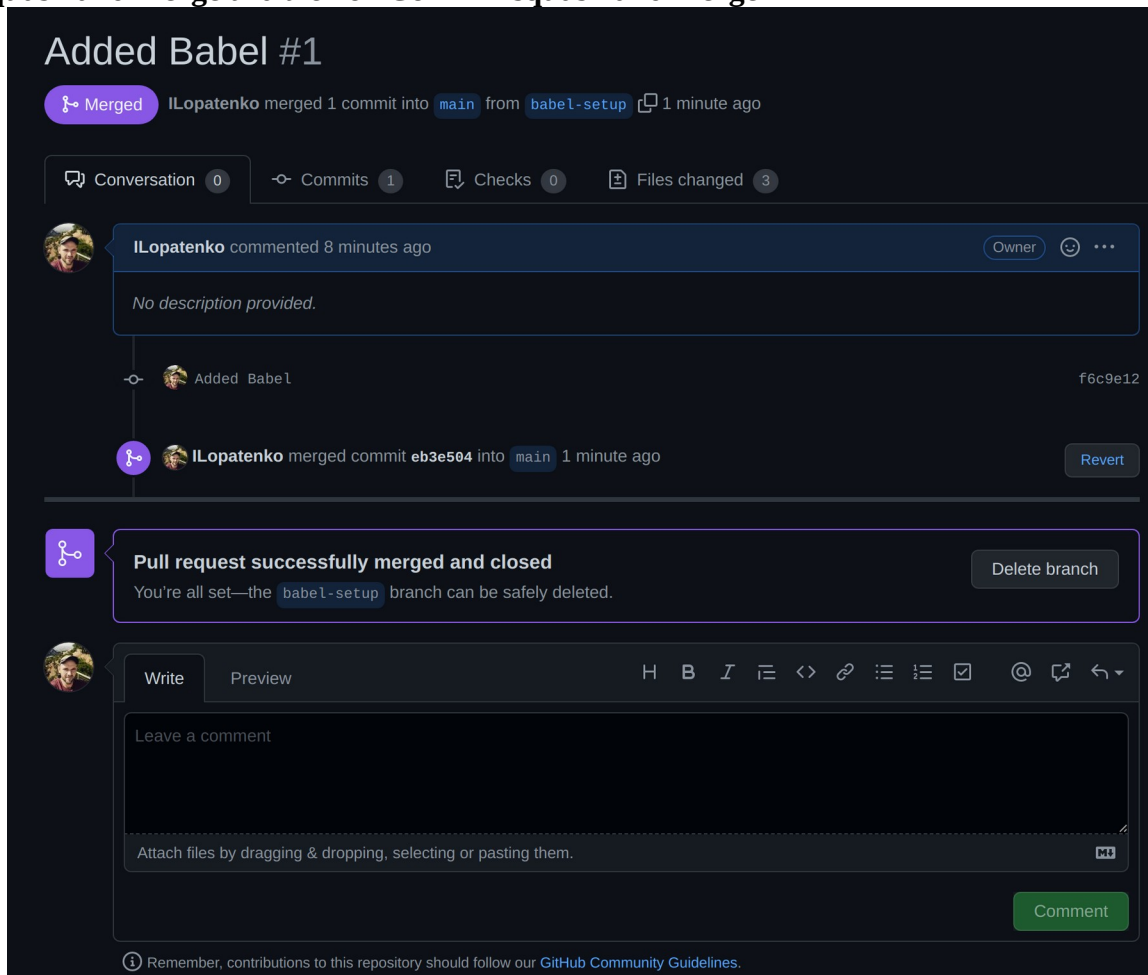 Added Babel #1
Merged ILopatenko merged 1 commit into main from babel-setup 1 minute ago
Conversation 0 Commits 1 Checks 0 Files changed 3
ILopatenko commented 8 minutes ago Owner
No description provided.
Added Babel f6c9e12
ILopatenko merged commit eb3e504 into main 1 minute ago Revert
Pull request successfully merged and closed
You're all set—the babel-setup branch can be safely deleted. Delete branch
Write Preview
Leave a comment
Attach files by dragging & dropping, selecting or pasting them.
Comment
Remember, contributions to this repository should follow our GitHub Community Guidelines.